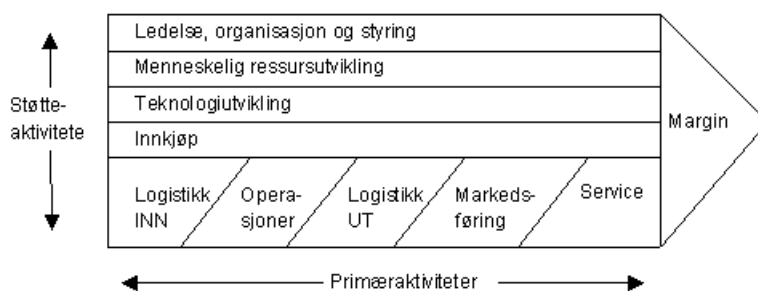 Ledelse, organisasjon og styring
Menneskelig ressursutvikling
Teknologiutvikling
Innkjøp
Støtte-
aktivitete
Margin
Logistikk
INN
Opera-
sjoner
Logistikk
UT
Markeds-
føring
Service
Primæraktiviteter